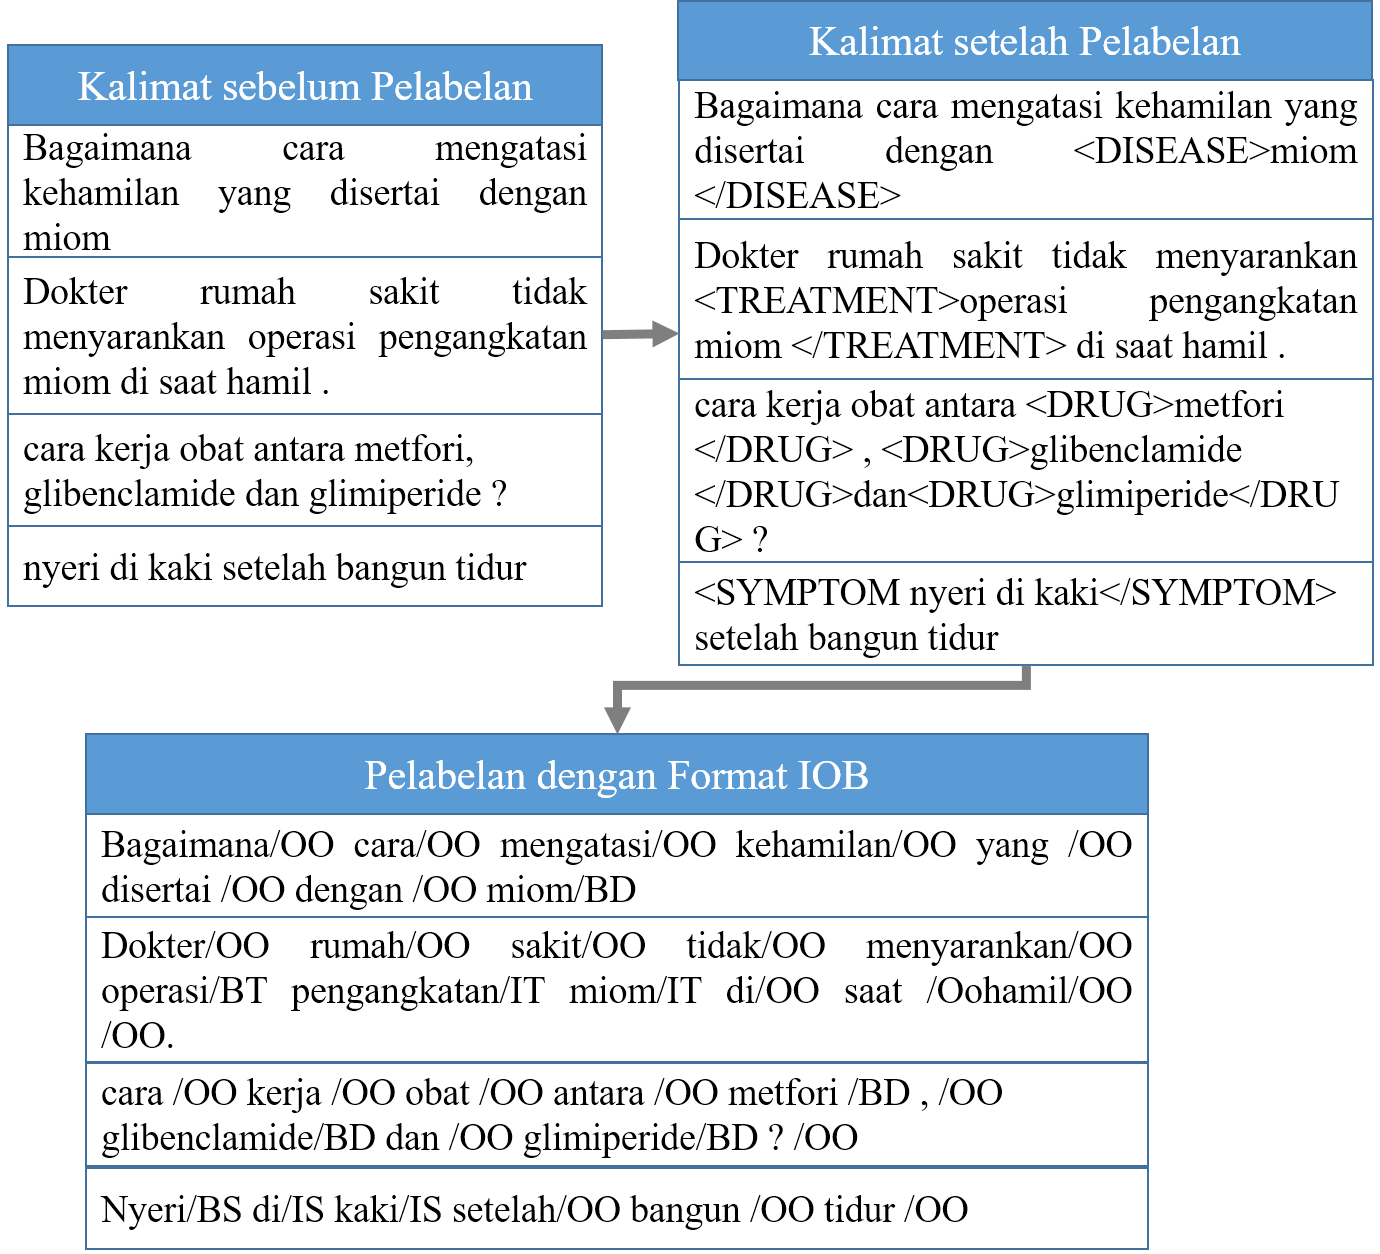 Kalimat sebelum Pelabelan
Bagaimana cara mengatasi
kehamilan yang disertai dengan
miom
Dokter rumah sakit tidak
menyarankan operasi pengangkatan
miom di saat hamil .
cara kerja obat antara metfori,
glibenclamide dan glimiperide ?
nyeri di kaki setelah bangun tidur
Kalimat setelah Pelabelan
Bagaimana cara mengatasi kehamilan yang
disertai dengan <DISEASE>miom
</DISEASE>
Dokter rumah sakit tidak menyarankan
<TREATMENT>operasi pengangkatan
miom </TREATMENT> di saat hamil .
cara kerja obat antara <DRUG>metfori
</DRUG> , <DRUG>glibenclamide
</DRUG>dan<DRUG>glimiperide</DRU
G> ?
<SYMPTOM nyeri di kaki</SYMPTOM>
setelah bangun tidur
Pelabelan dengan Format IOB
Bagaimana/OO cara/OO mengatasi/OO kehamilan/OO yang /OO
disertai /OO dengan /OO miom/BD
Dokter/OO rumah/OO sakit/OO tidak/OO menyarankan/OO
operasi/BT pengangkatan/IT miom/IT di/OO saat /Oohamil/OO
/OO.
cara /OO kerja /OO obat /OO antara /OO metfori /BD , /OO
glibenclamide/BD dan /OO glimiperide/BD ? /OO
Nyeri/BS di/IS kaki/IS setelah/OO bangun /OO tidur /OO